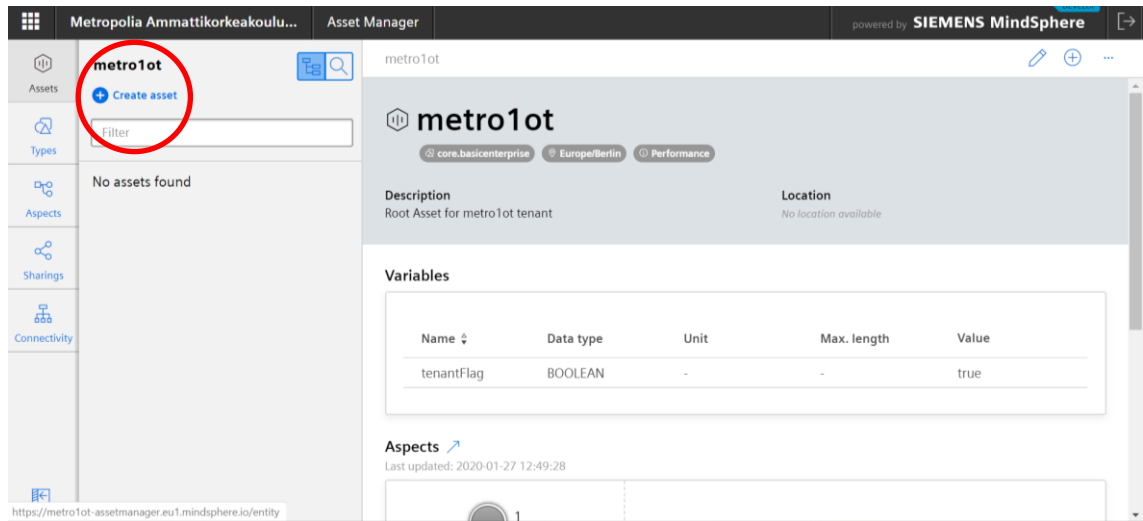 Metropolia Ammattikorkeakoulu...
Asset Manager
powered by SIEMENS MindSphere
Assets
Types
Aspects
Sharings
Connectivity
metro1ot
Create asset
Filter
No assets found
metro1ot
...
metro1ot
core.basicenterprise
Europe/Berlin
Performance
Description
Root Asset for metro1ot tenant
Location
No location available
Variables
Name Data type Unit Max. length Value
tenantFlag BOOLEAN - - true
Aspects
Last updated: 2020-01-27 12:49:28
1
https://metro1ot-assetmanager.eu1.mindsphere.io/entity